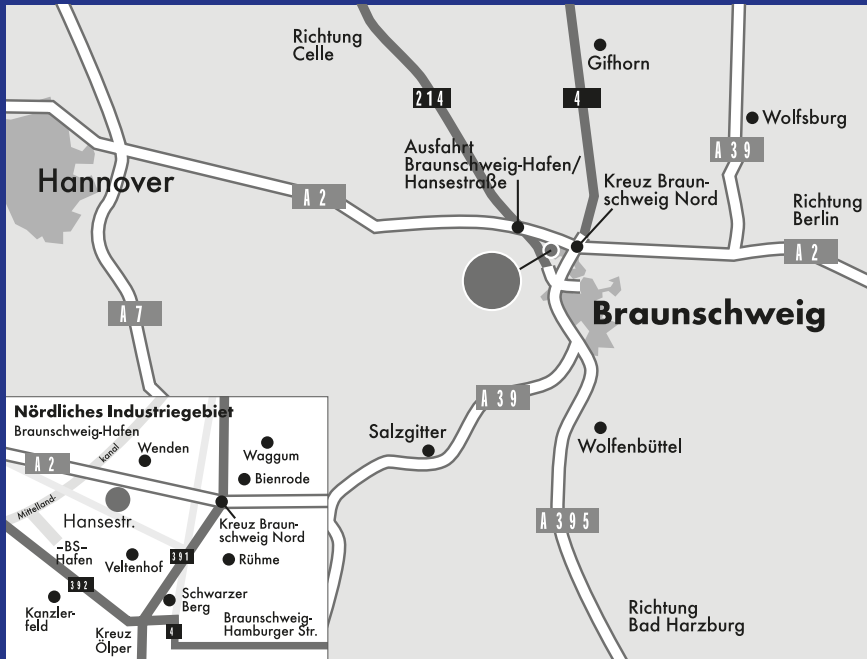 Richtung
Celle
Gifhorn
214
4
Wolfsburg
Ausfahrt
Braunschweig-Hafen/
Hansestraße
A 39
Hannover
Kreuz Braun-
schweig Nord
A 2
Richtung
Berlin
A 2
A 7
Braunschweig
A 39
Salzgitter
Wolfenbüttel
A 395
Richtung
Bad Harzburg
Nördliches Industriegebiet
Braunschweig-Hafen
Wenden
Waggum
A 2
kanal
Bienrode
Mittelland-
Hansestr.
Kreuz Braun-
schweig Nord
-BS-
Hafen
Veltenhof
391
Rühme
392
Kanzler-
feld
Schwarzer
Berg
Kreuz
Ölper
4
Braunschweig-
Hamburger Str.